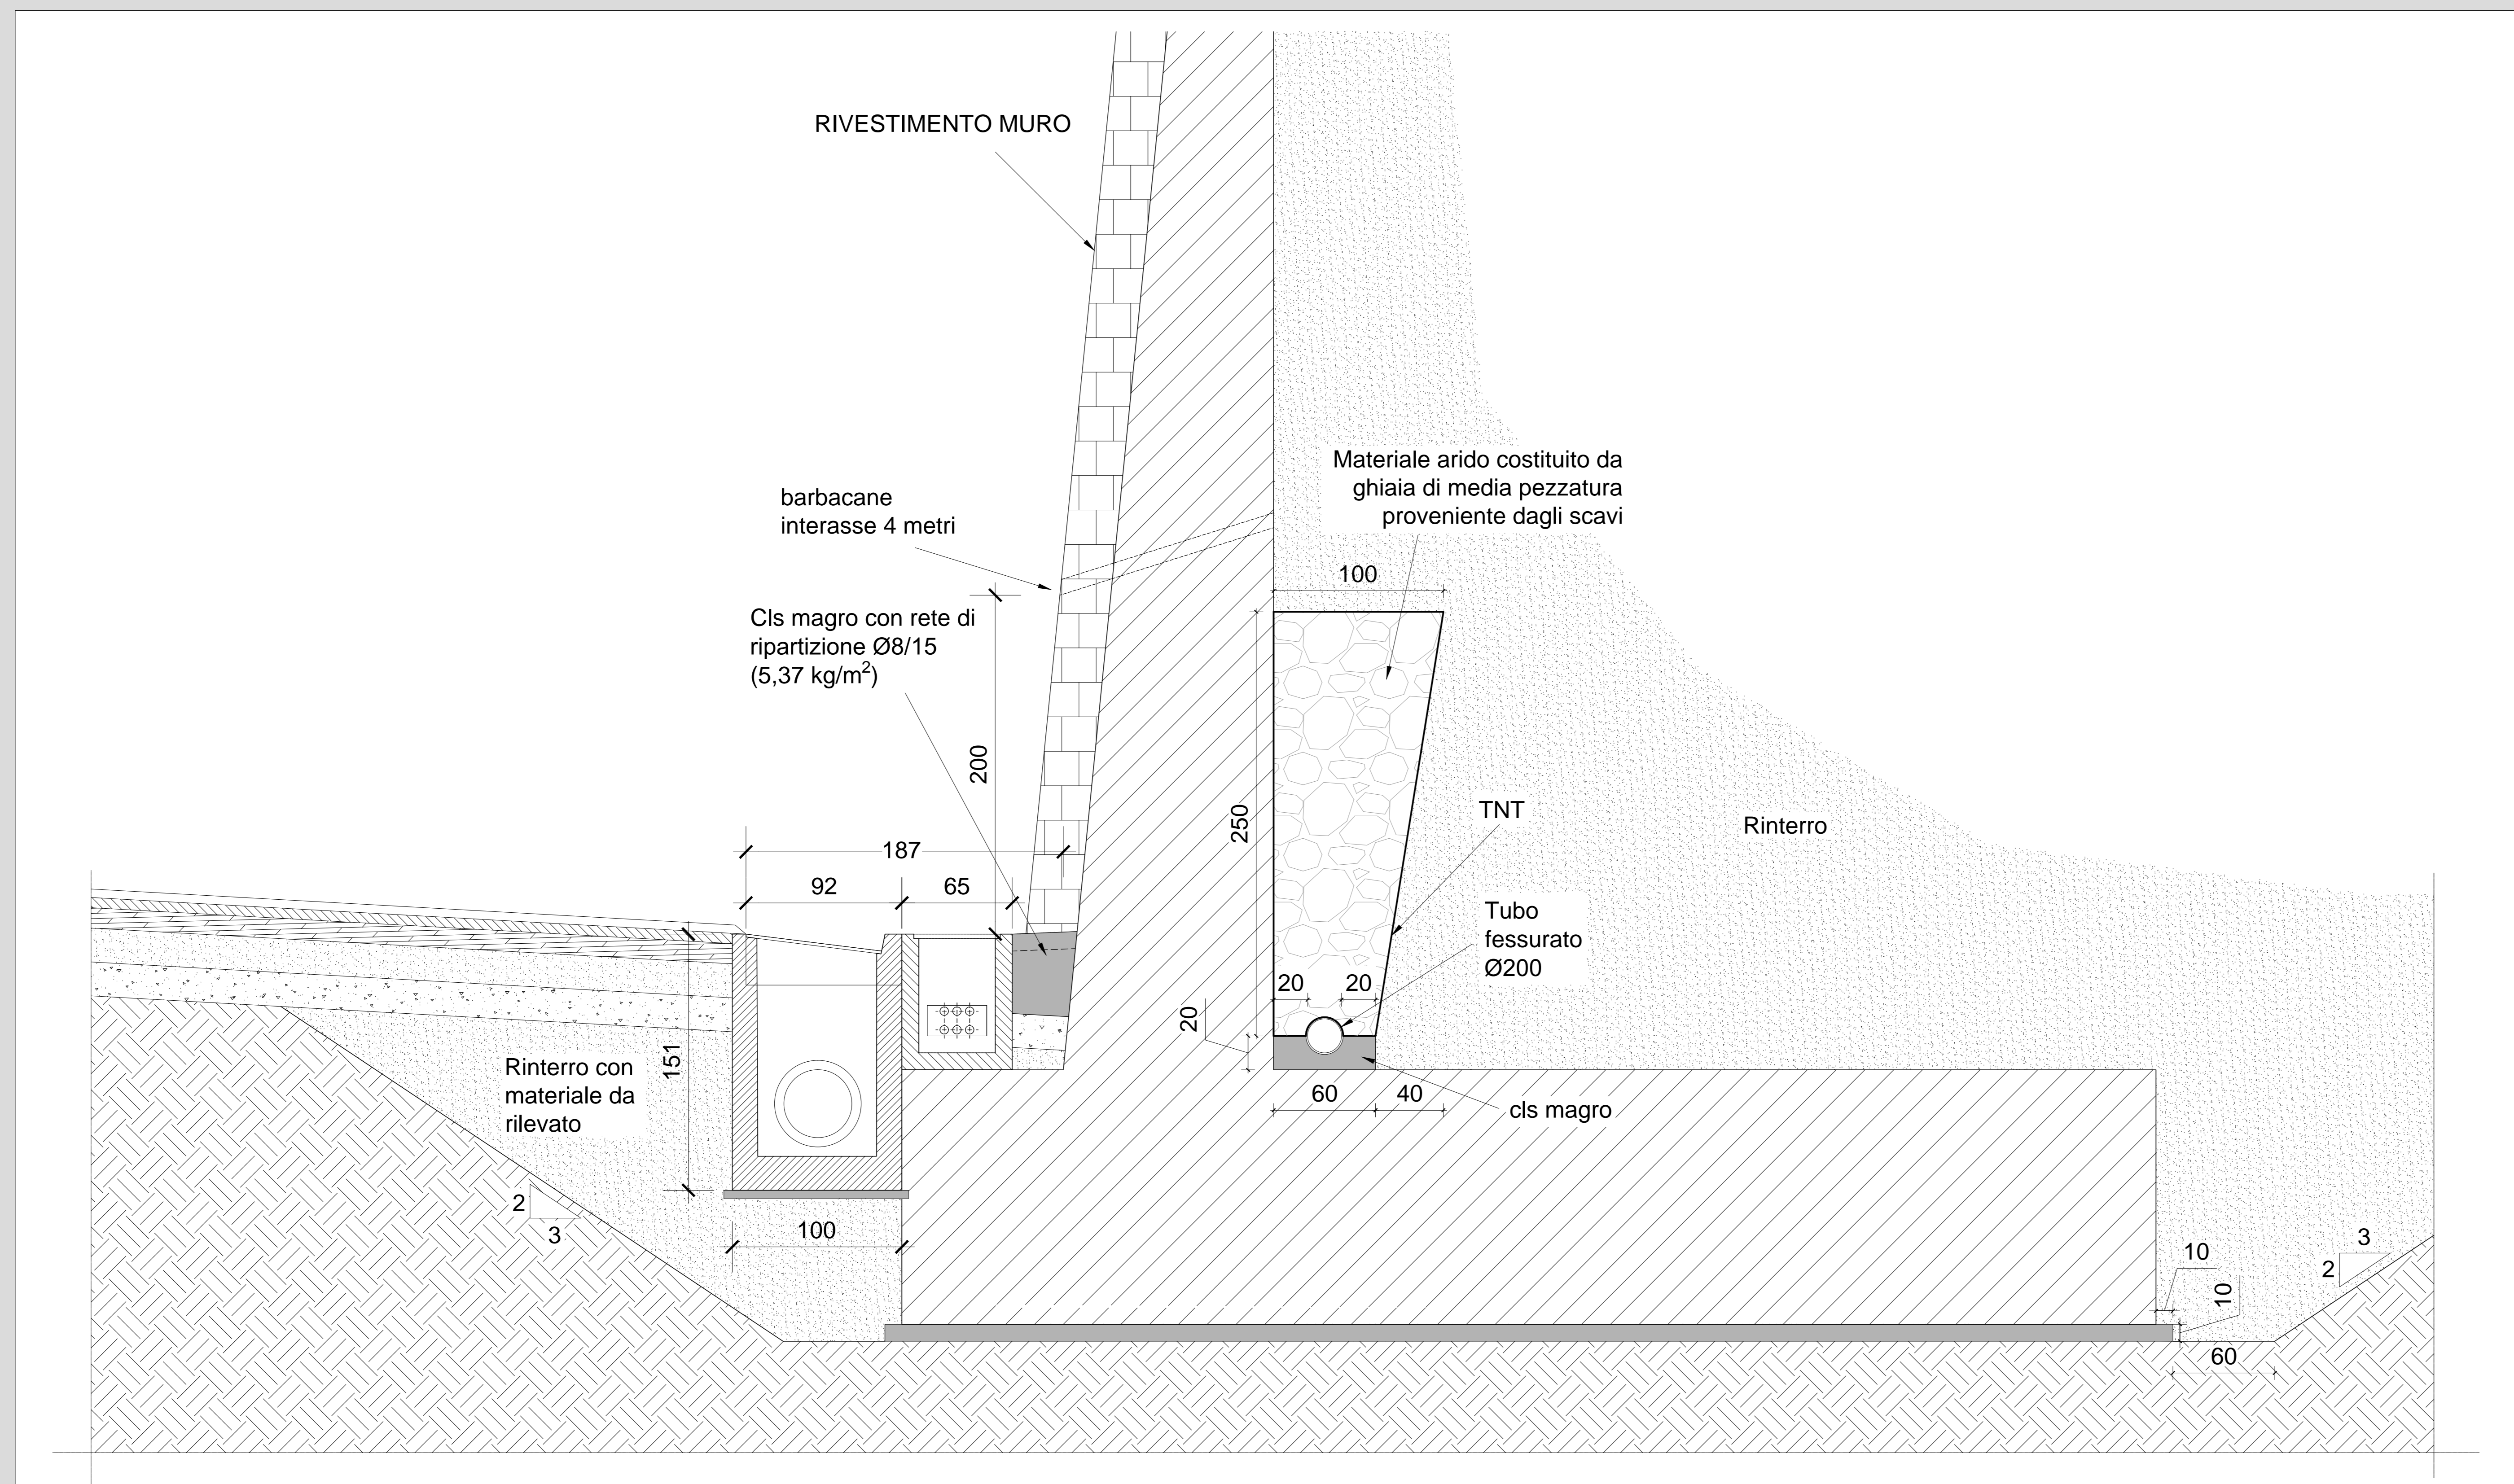 RIVESTIMENTO MURO
Materiale arido costituito da
ghiaia di media pezzatura
proveniente dagli scavi
barbacane
interasse 4 metri
100
Cls magro con rete di
ripartizione Ø8/15
(5,37 kg/m²)
200
250
TNT
Rinterro
187
92
65
Tubo
fessurato
Ø200
20
20
20
151
Rinterro con
materiale da
rilevato
60
40
cls magro
2
3
100
3
2
10
10
60